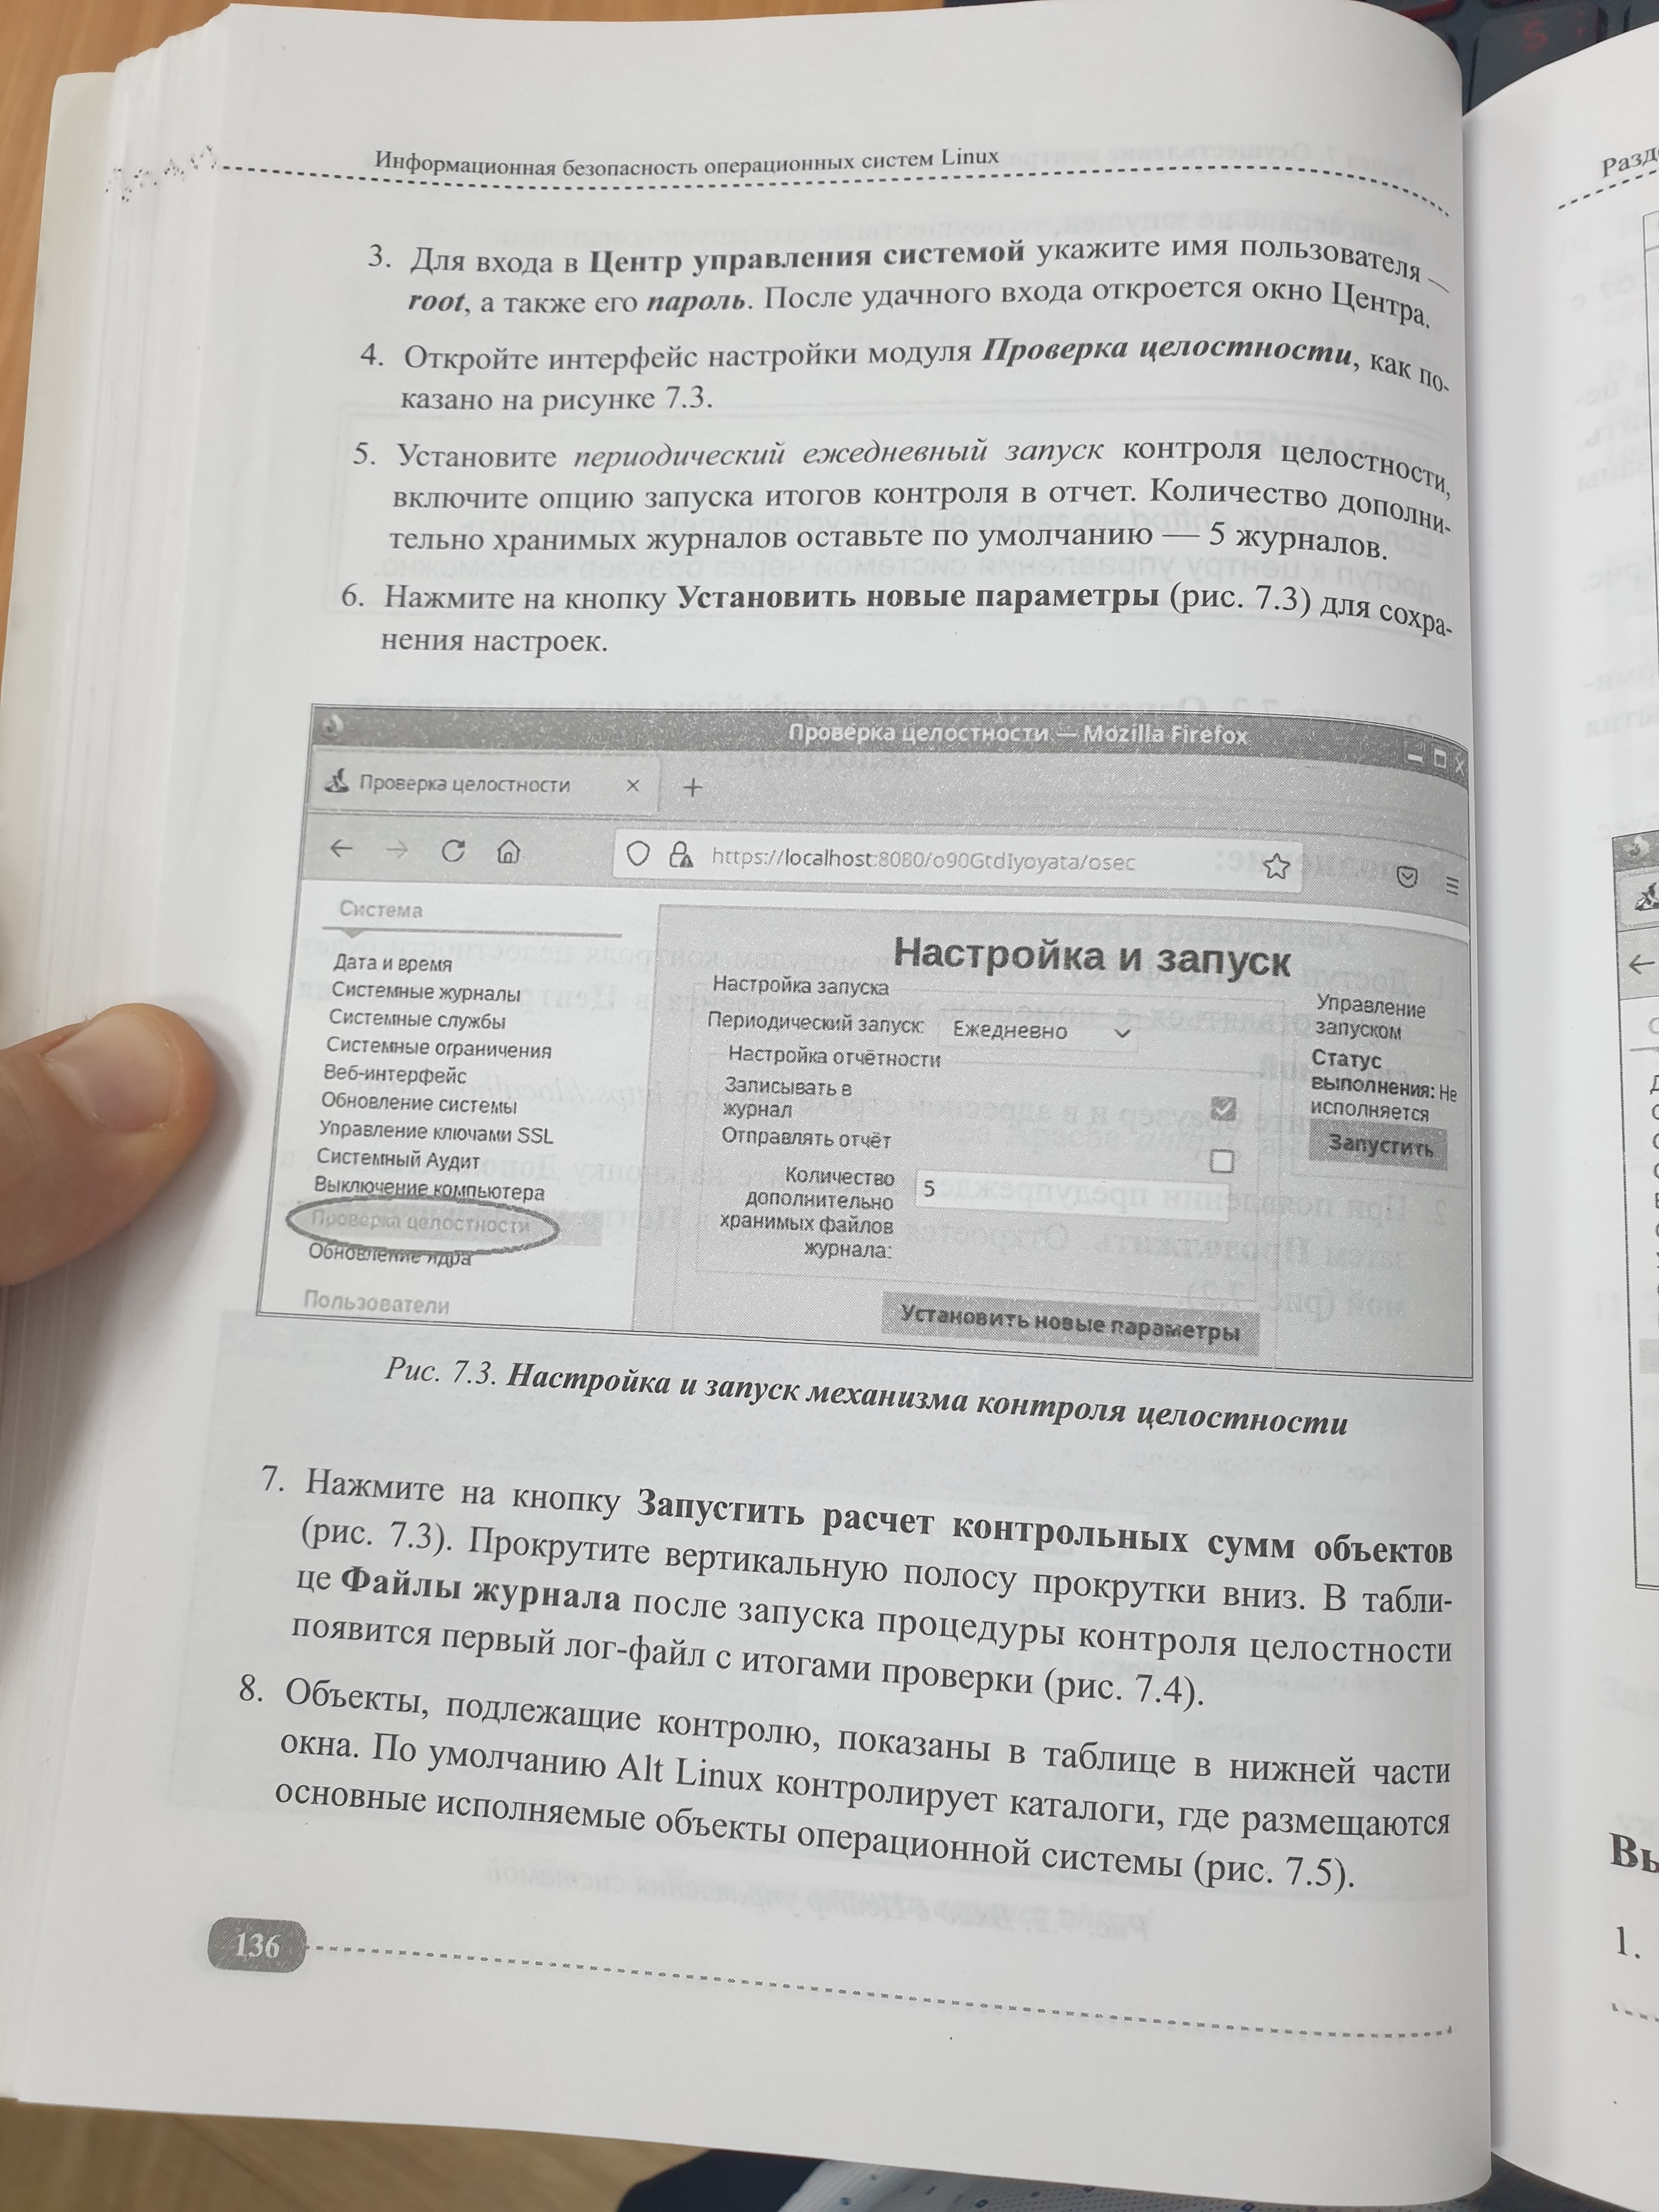 Информационная безопасность операционных систем Linux
3. Для входа в Центр управления системой укажите имя пользователя —
root, а также его пароль. После удачного входа откроется окно Центра.
4. Откройте интерфейс настройки модуля Проверка целостности, как по-
казано на рисунке 7.3.
5. Установите периодический ежедневный запуск контроля целостности,
включите опцию запуска итогов контроля в отчет. Количество дополни-
тельно хранимых журналов оставьте по умолчанию — 5 журналов.
6. Нажмите на кнопку Установить новые параметры (рис. 7.3) для сохра-
нения настроек.
Проверка целостности — Mozilla Firefox
Проверка целостности
https://localhost:8080/o90GtdIyoyata/osec
Система
Дата и время
Системные журналы
Системные службы
Системные ограничения
Веб-интерфейс
Обновление системы
Управление ключами SSL
Системный Аудит
Выключение компьютера
Проверка целостности
Обновление ядра
Пользователи
Настройка и запуск
Настройка запуска
Периодический запуск: Ежедневно
Настройка отчётности
Записывать в
журнал
Отправлять отчёт
Количество
дополнительно
хранимых файлов
журнала:
5
Установить новые параметры
Управление
запуском
Статус
выполнения: Не
исполняется
Запустить
Рис. 7.3. Настройка и запуск механизма контроля целостности
7. Нажмите на кнопку Запустить расчет контрольных сумм объектов
(рис. 7.3). Прокрутите вертикальную полосу прокрутки вниз. В табли-
це Файлы журнала после запуска процедуры контроля целостности
появится первый лог-файл с итогами проверки (рис. 7.4).
8. Объекты, подлежащие контролю, показаны в таблице в нижней части
окна. По умолчанию Alt Linux контролирует каталоги, где размещаются
основные исполняемые объекты операционной системы (рис. 7.5).
136
1.